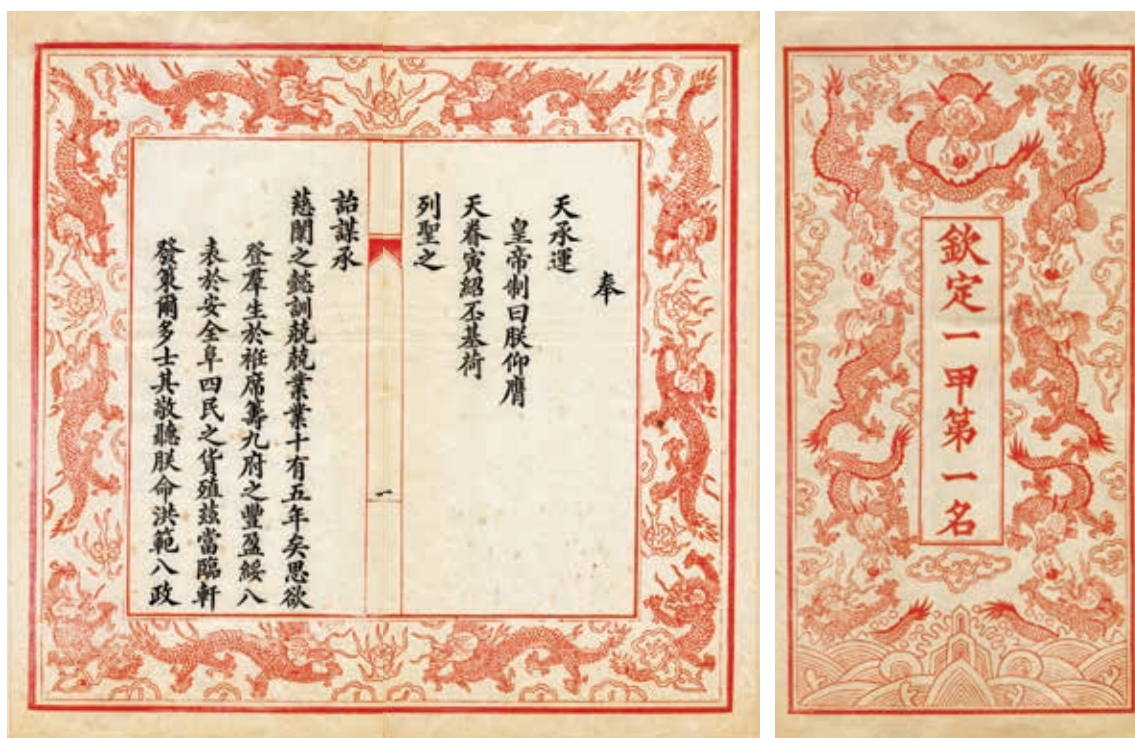 欽定一甲第一名
奉
天承運
皇帝制曰朕仰膺
天眷寅紹丕基荷
列聖之
一
詒謀承
慈闈之懿訓兢兢業業十有五年矣思欲
登羣生於袵席籌九府之豐盈綏八
表於安全阜四民之貨殖茲當臨軒
發策爾多士其敬聽朕命洪範八政